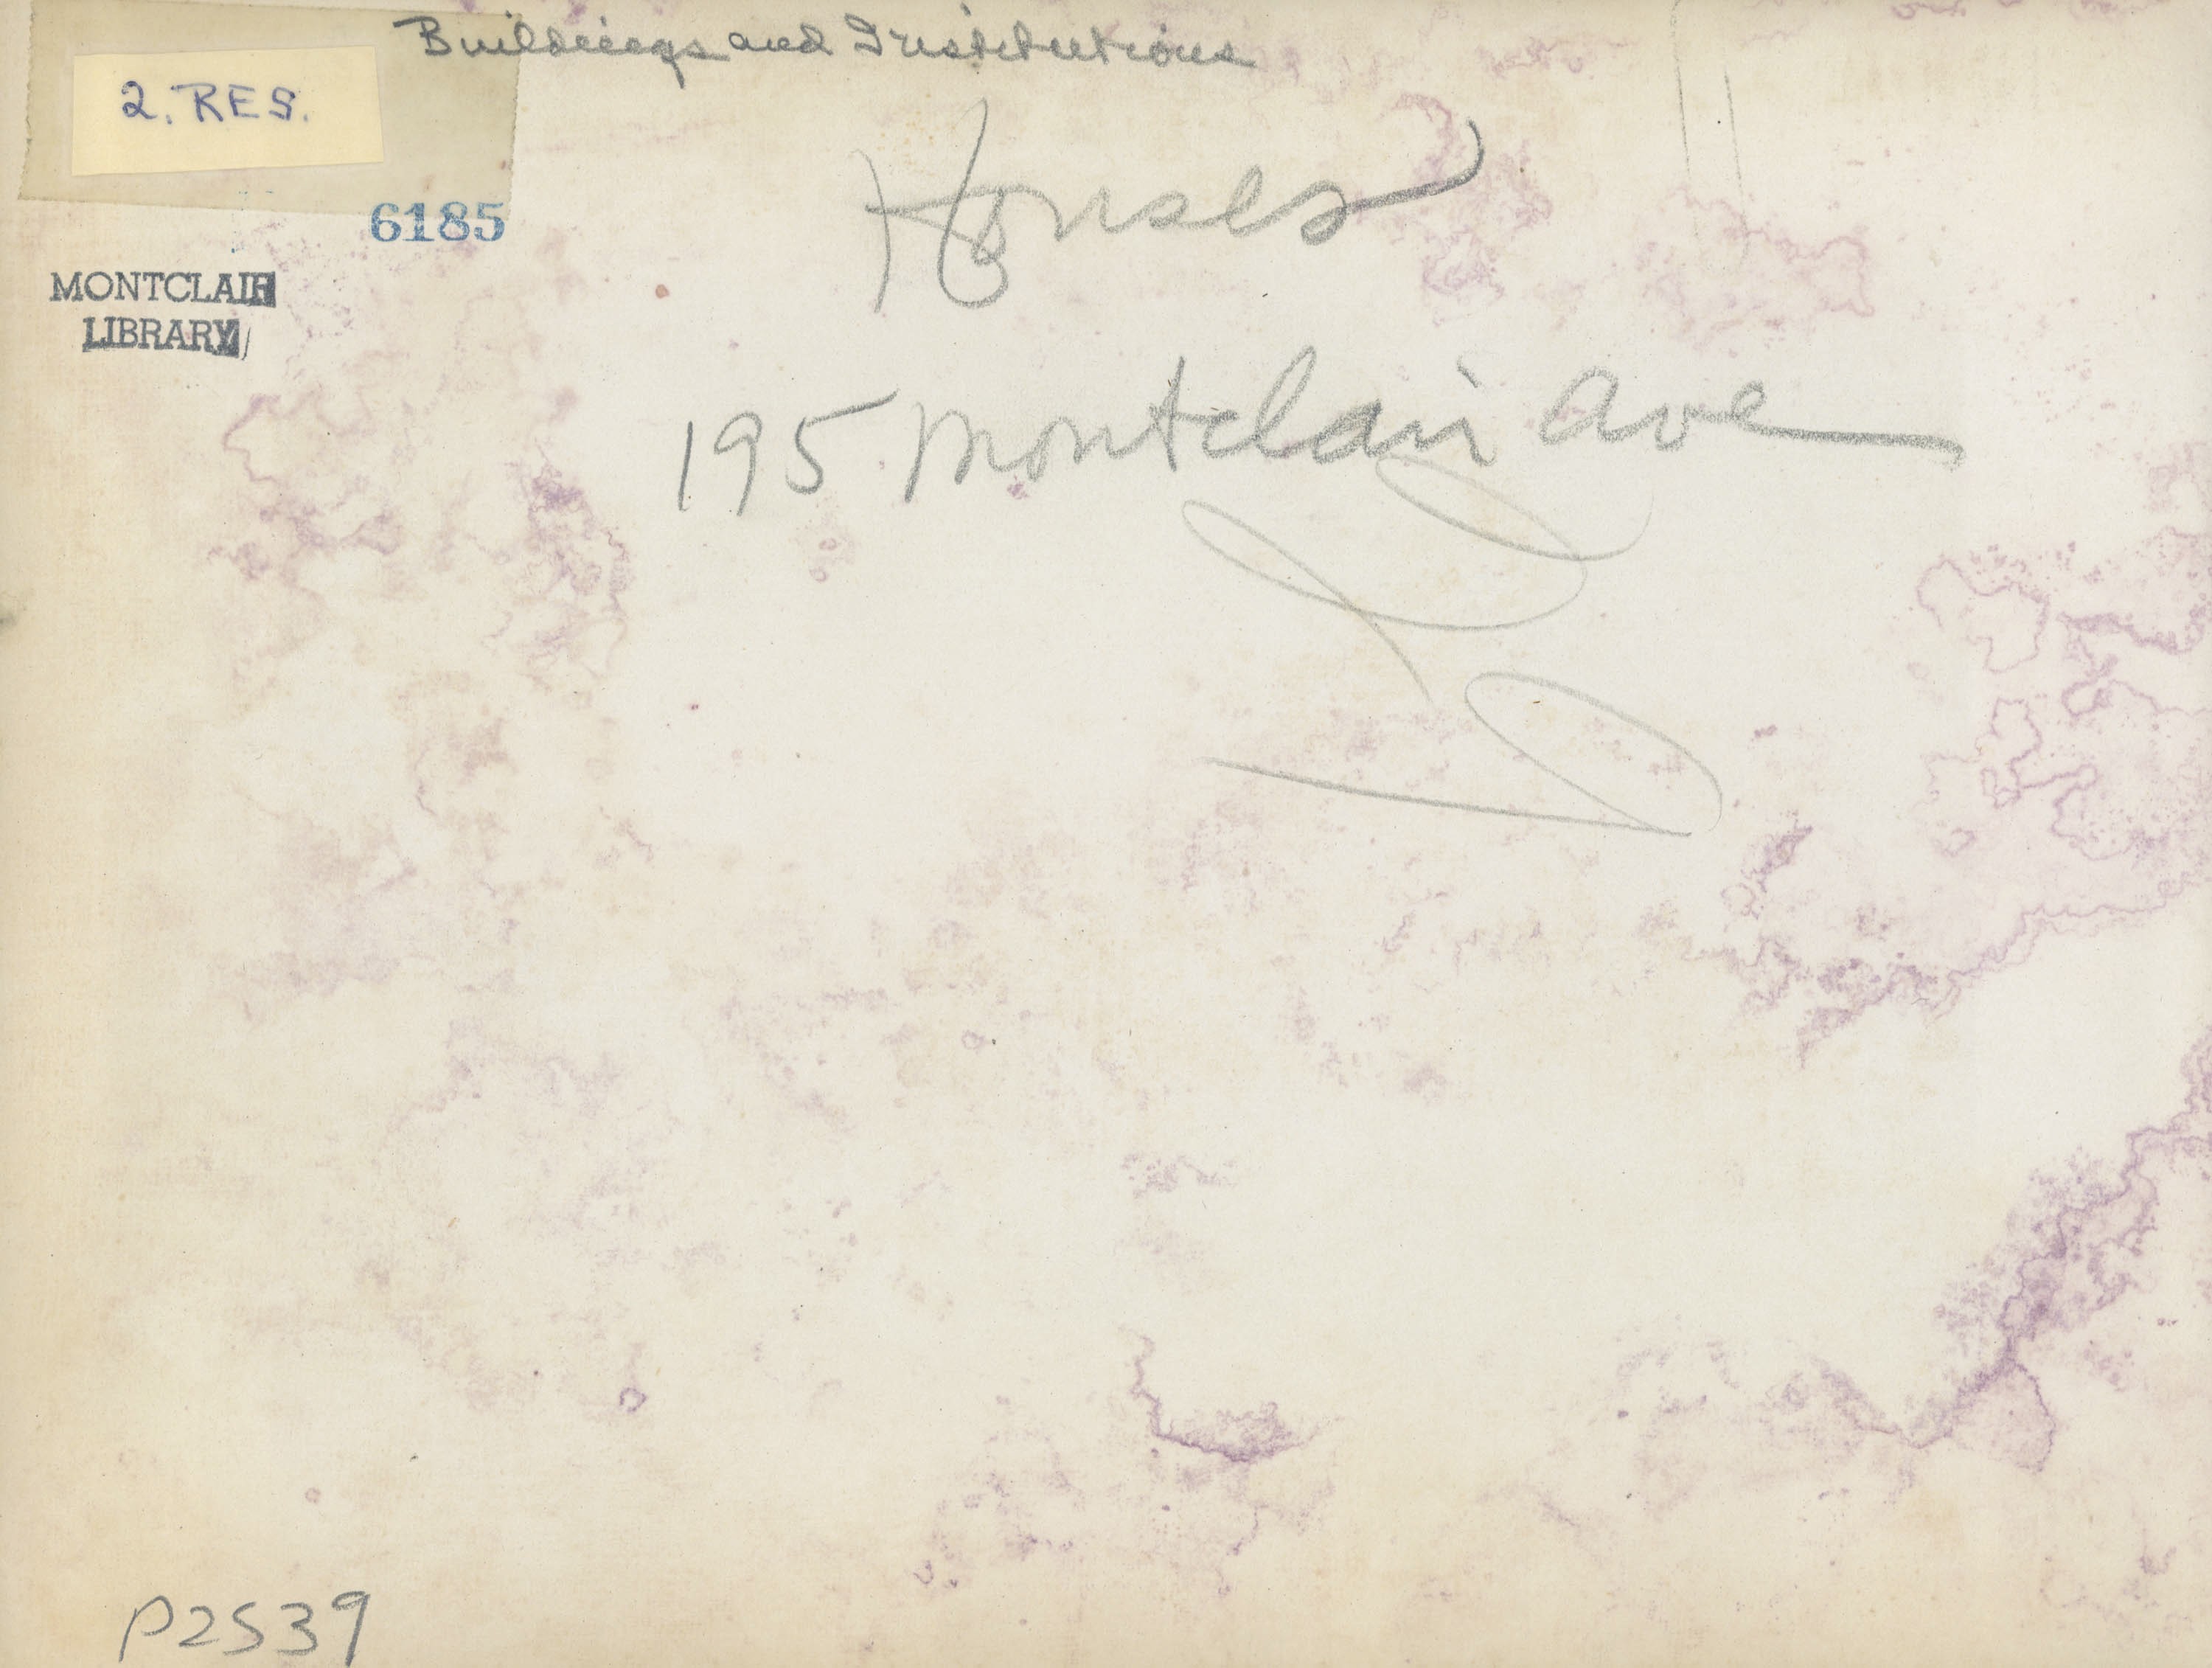 Buildings and Institutions
2. RES.
Houses
6185
MONTCLAIR
LIBRARY
195 Montclair Ave
P2539